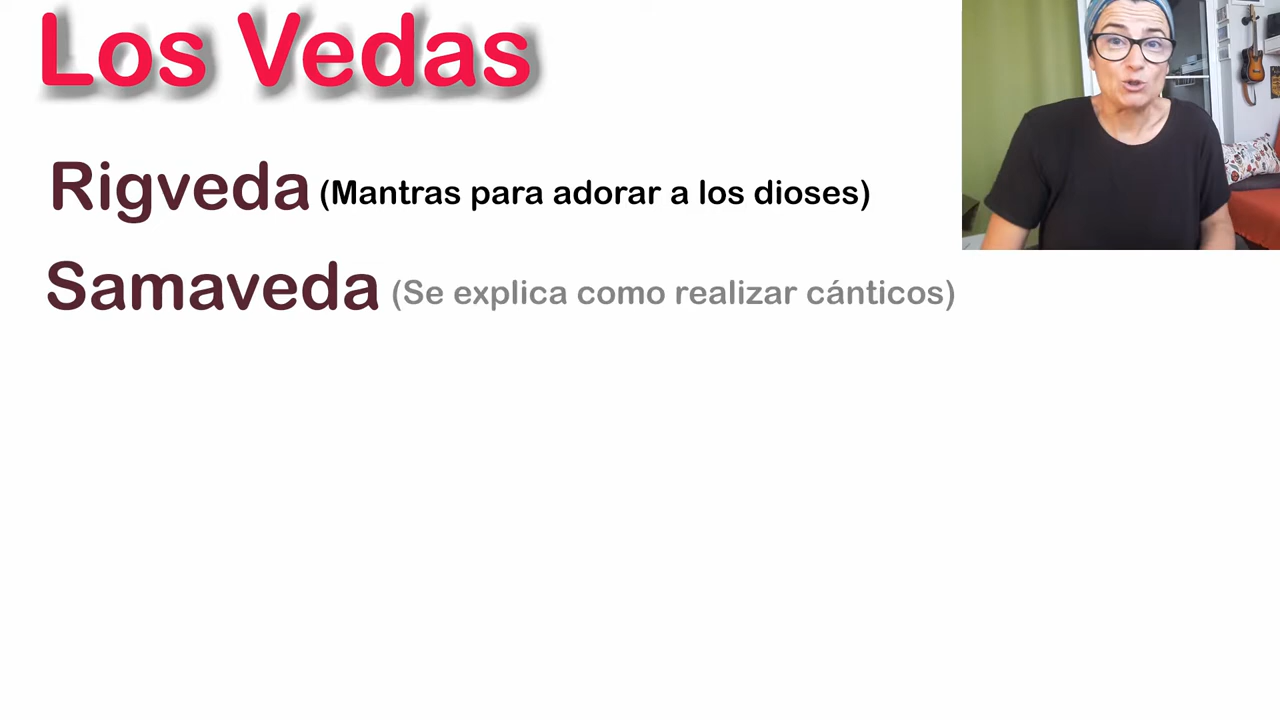 Los Vedas
Rigveda (Mantras para adorar a los dioses)
Samaveda (Se explica como realizar cánticos)